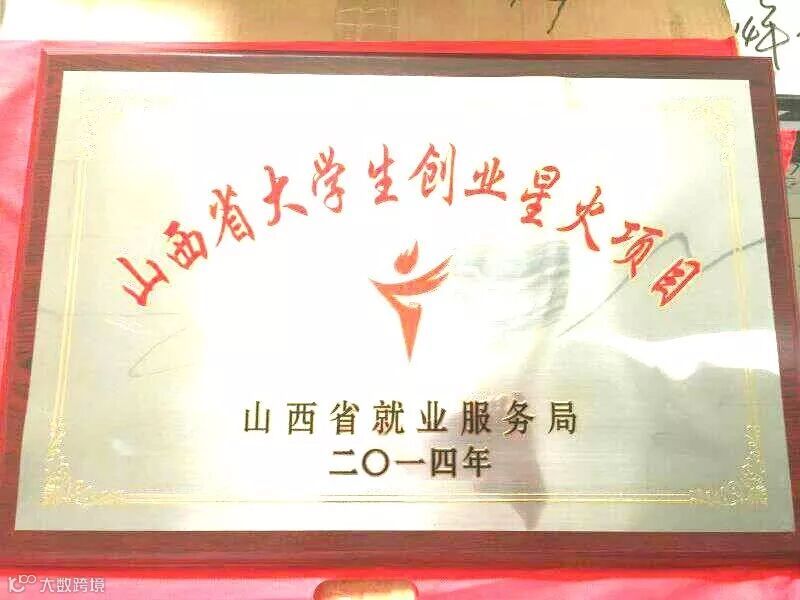 山西省大学生创业星火项目
山西省就业服务局
二〇一四年
大数跨境